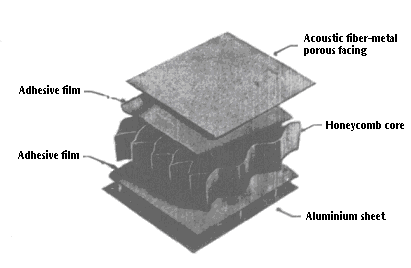 Acoustic fiber-metal
porous facing
Adhesive film
Honeycomb core
Adhesive film
Aluminium sheet